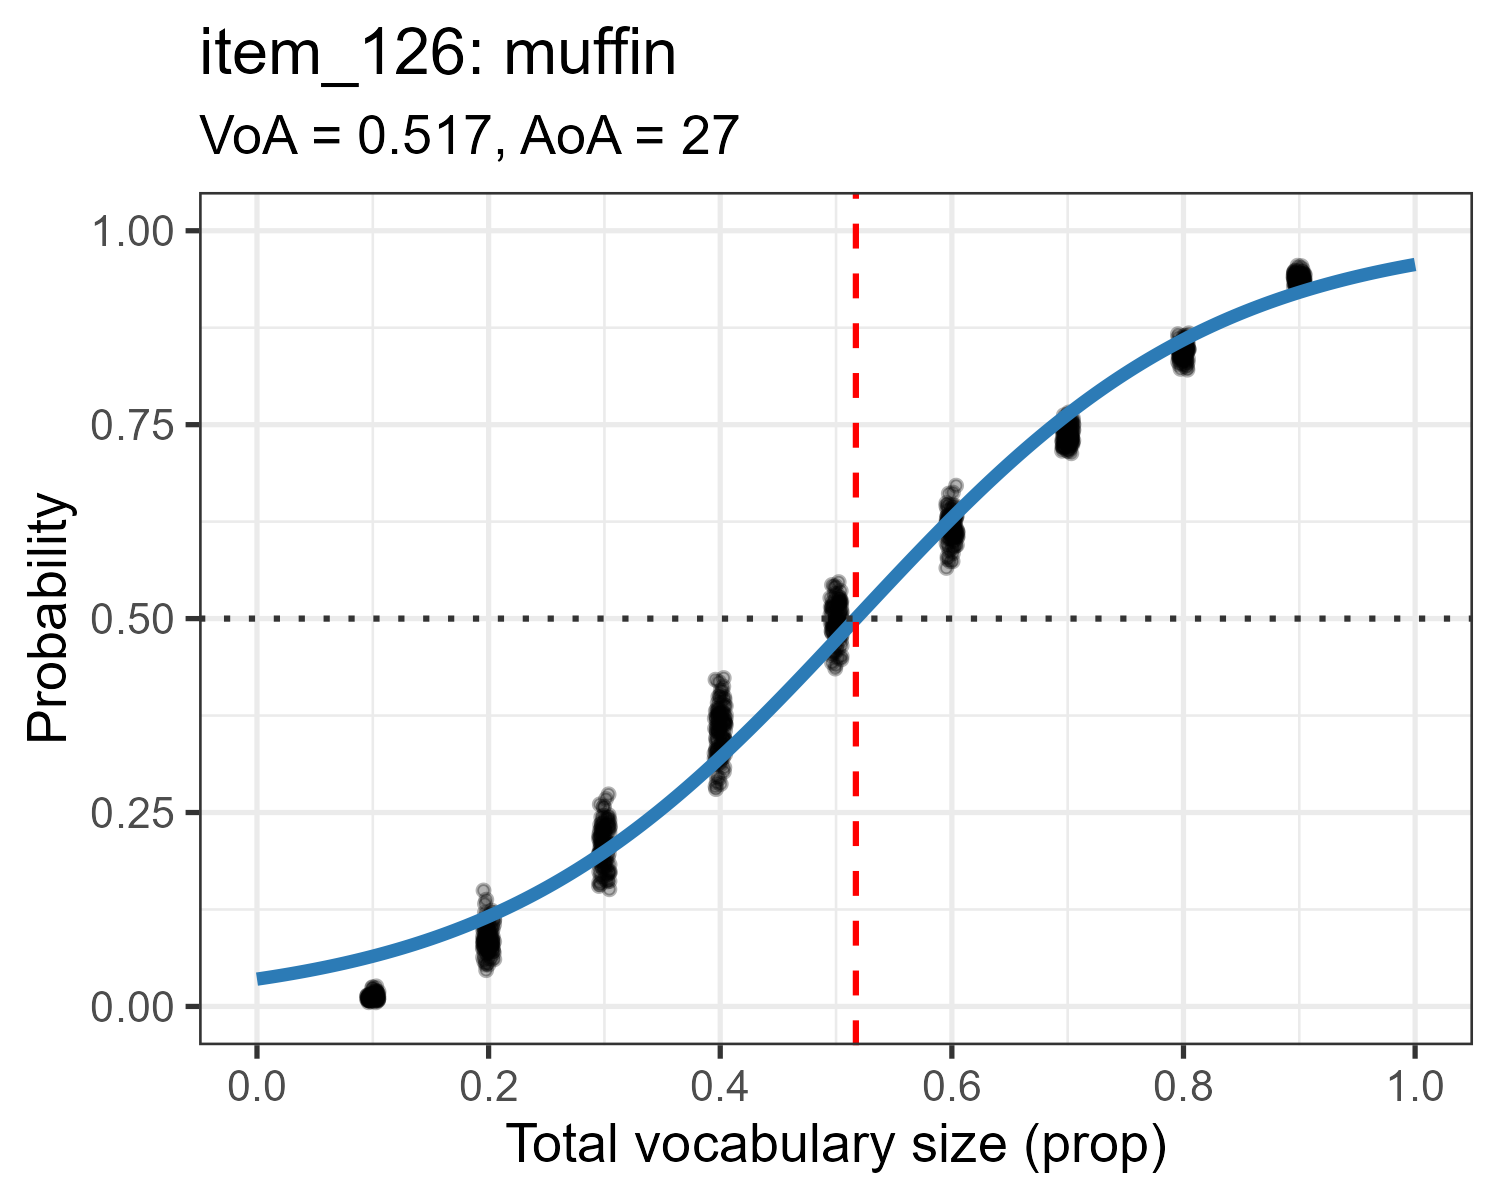 item_126: muffin
VoA = 0.517, AoA = 27
1.00
0.75
0.50
0.25
0.00
Probability
0.0 0.2 0.4 0.6 0.8 1.0
Total vocabulary size (prop)